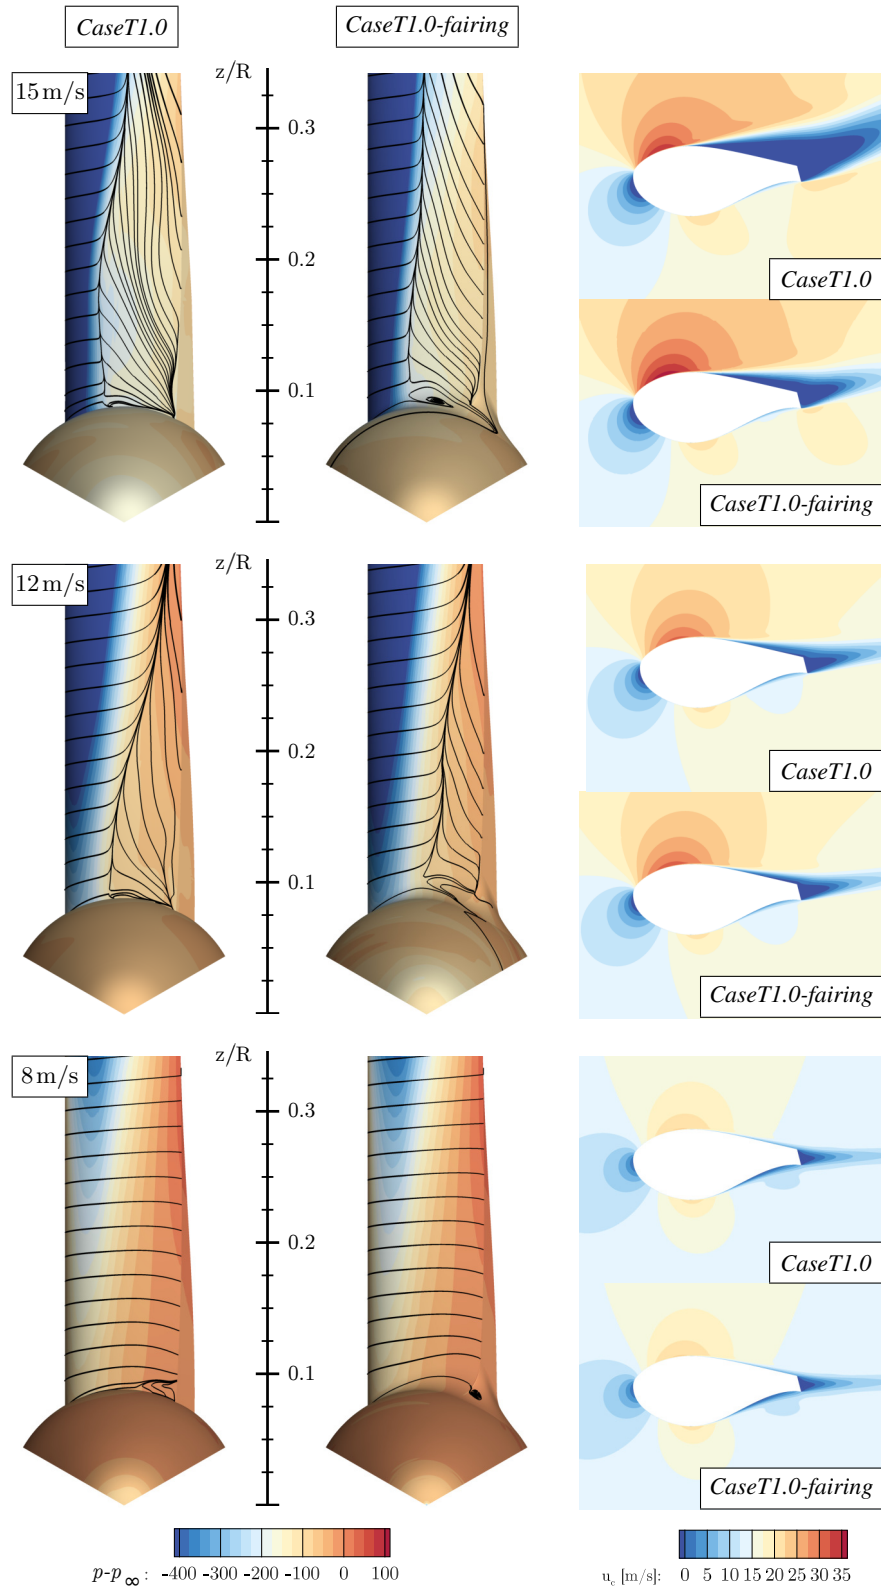 CaseT1.0
CaseT1.0-fairing
15 m/s
z/R
0.3
0.2
0.1
CaseT1.0
CaseT1.0-fairing
12 m/s
z/R
0.3
0.2
0.1
CaseT1.0
CaseT1.0-fairing
8 m/s
z/R
0.3
0.2
0.1
CaseT1.0
CaseT1.0-fairing
p-p∞: -400 -300 -200 -100 0 100
u_c [m/s]: 0 5 10 15 20 25 30 35